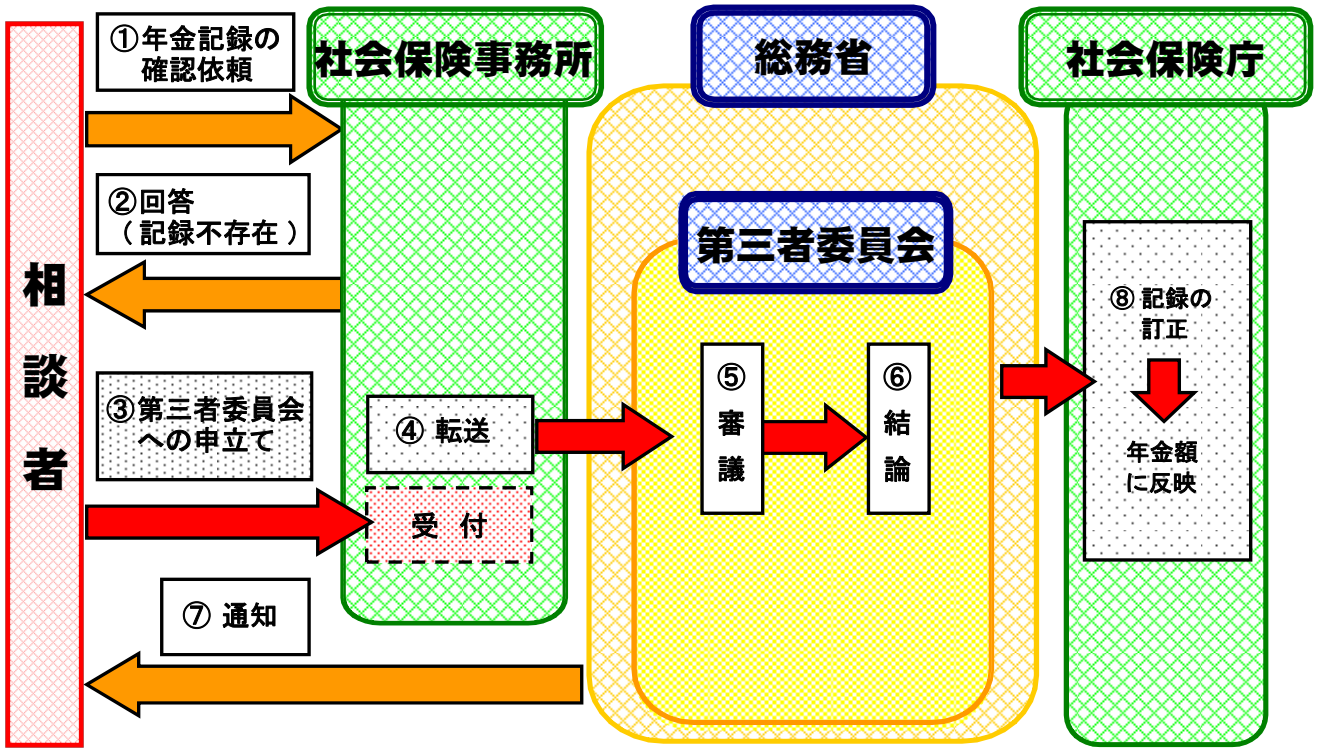 ①年金記録の
確認依頼
社会保険事務所
総務省
社会保険庁
②回答
（記録不存在）
第三者委員会
相談者
③第三者委員会
への申立て
④ 転送
受 付
⑤審議
⑥結論
⑧記録の
訂正
年金額
に反映
⑦ 通知